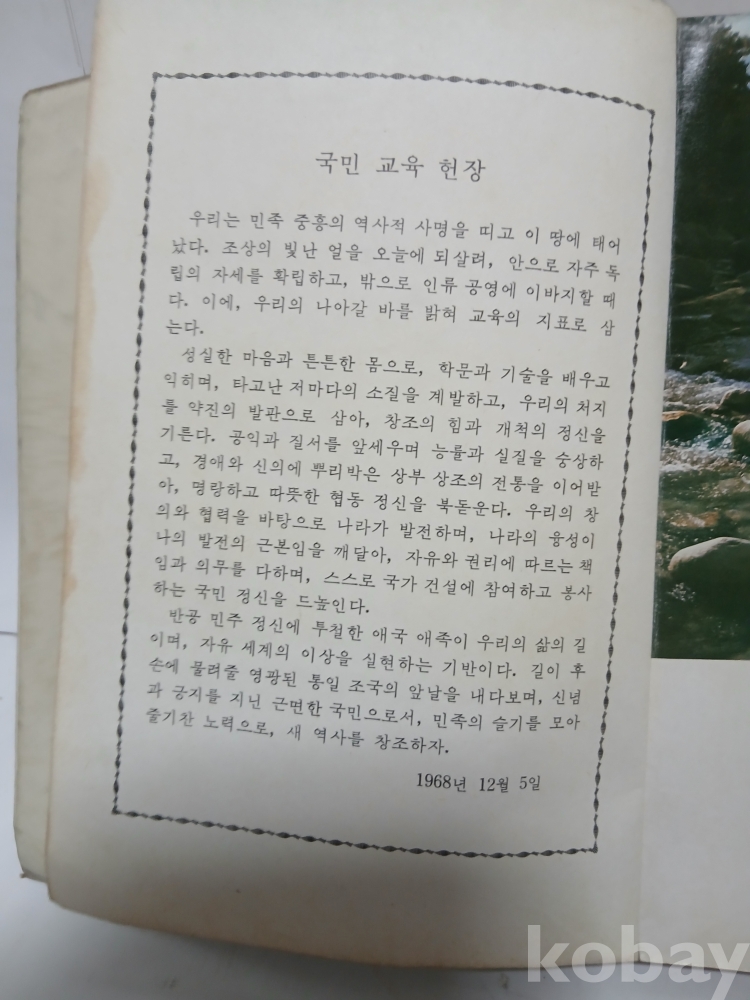 국민 교육 헌장
우리는 민족 중흥의 역사적 사명을 띠고 이 땅에 태어
났다. 조상의 빛난 얼을 오늘에 되살려, 안으로 자주 독
립의 자세를 확립하고, 밖으로 인류 공영에 이바지할 때
다. 이에, 우리의 나아갈 바를 밝혀 교육의 지표로 삼
는다.
성실한 마음과 튼튼한 몸으로, 학문과 기술을 배우고
익히며, 타고난 저마다의 소질을 계발하고, 우리의 처지
를 약진의 발판으로 삼아, 창조의 힘과 개척의 정신을
기른다. 공익과 질서를 앞세우며 능률과 실질을 숭상하
고, 경애와 신의에 뿌리박은 상부 상조의 전통을 이어받
아, 명랑하고 따뜻한 협동 정신을 북돋운다. 우리의 창
의와 협력을 바탕으로 나라가 발전하며, 나라의 융성이
나의 발전의 근본임을 깨달아, 자유와 권리에 따르는 책
임과 의무를 다하며, 스스로 국가 건설에 참여하고 봉사
하는 국민 정신을 드높인다.
반공 민주 정신에 투철한 애국 애족이 우리의 삶의 길
이며, 자유 세계의 이상을 실현하는 기반이다. 길이 후
손에 물려줄 영광된 통일 조국의 앞날을 내다보며, 신념
과 긍지를 지닌 근면한 국민으로서, 민족의 슬기를 모아
줄기찬 노력으로, 새 역사를 창조하자.
1968년 12월 5일
kobay